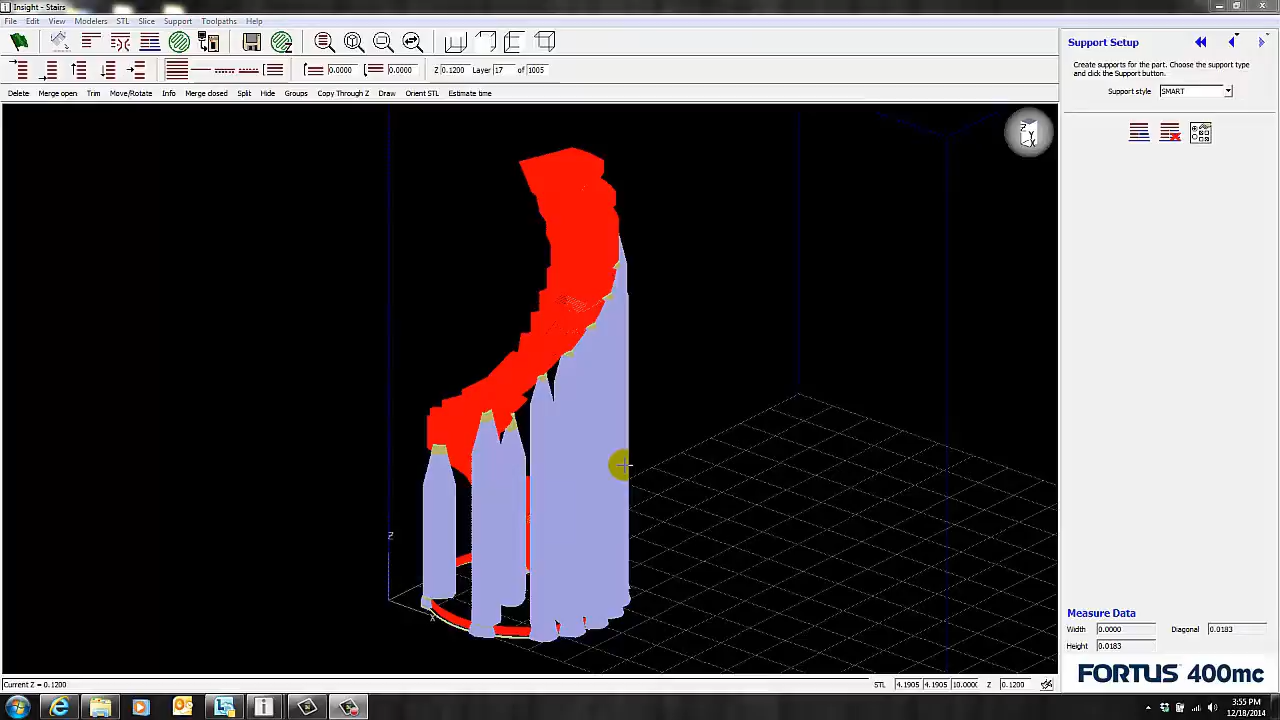 Insight - Stairs
File Edit View Modelers STL Slice Support Toolpaths Help
0.0000 0.0000 Z 0.1200 Layer 17 of 1005
Delete Merge open Trim Move/Rotate Info Merge closed Split Hide Groups Copy Through Z Draw Orient STL Estimate time
Support Setup
Create supports for the part. Choose the support type
and click the Support button.
Support style SMART
Z
Y
X
Z
X
Measure Data
Width 0.0000 Diagonal 0.0183
Height 0.0183
FORTUS 400mc
Current Z = 0.1200 STL 4.1905 4.1905 10.0000 Z 0.1200
3:55 PM
12/18/2014